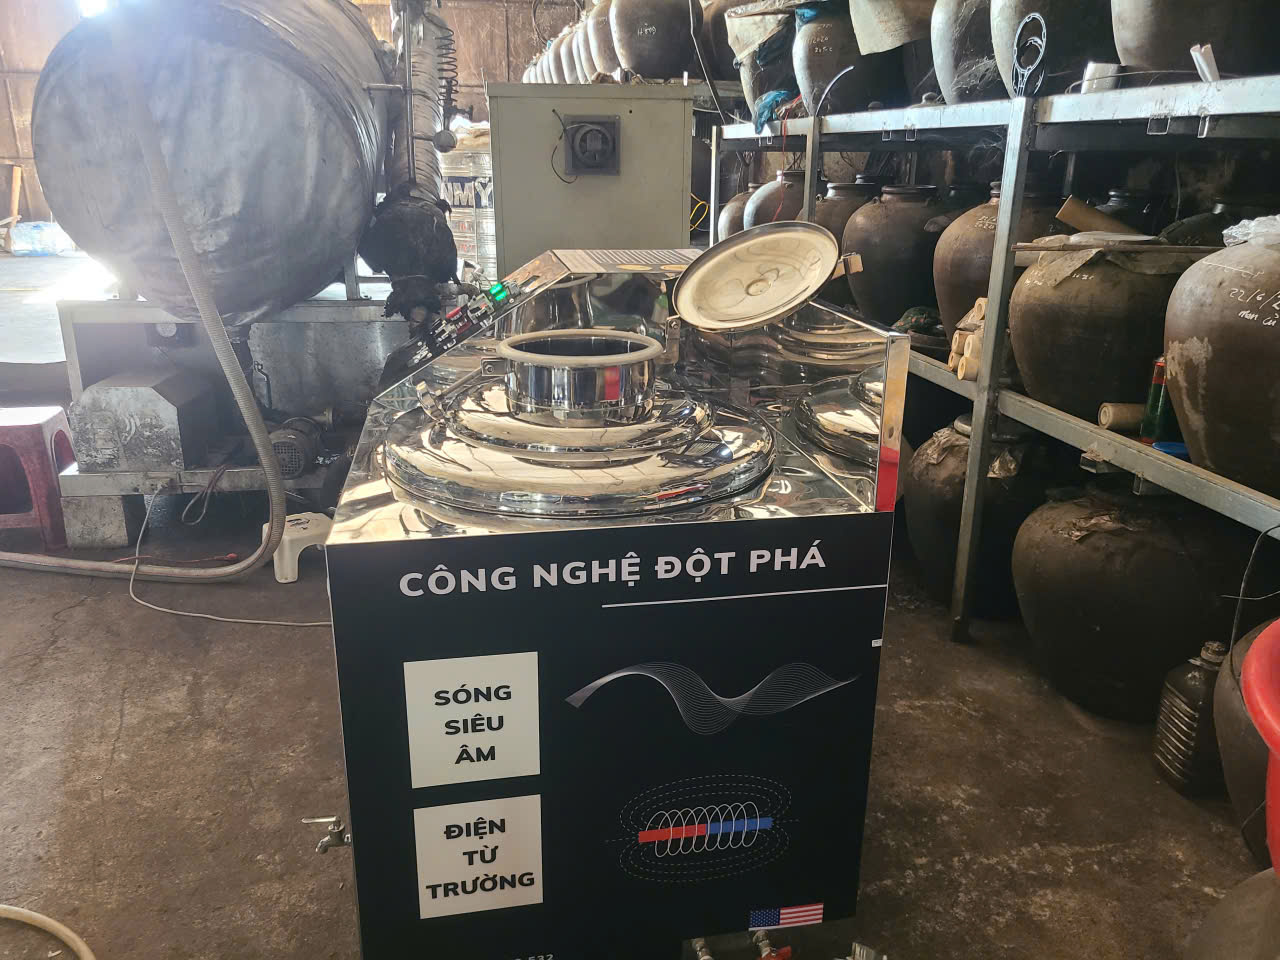 CÔNG NGHỆ ĐỘT PHÁ
SÓNG
SIÊU
ÂM
ĐIỆN
TỪ
TRƯỜNG